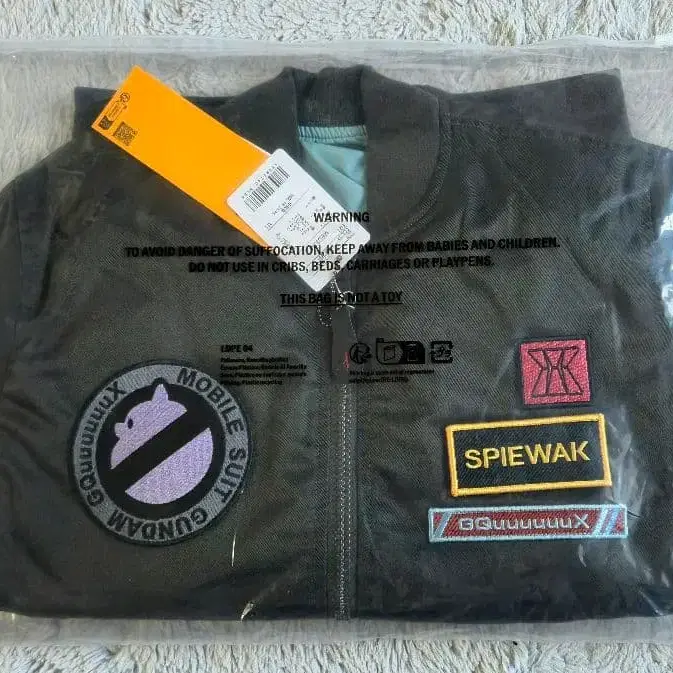 WARNING
TO AVOID DANGER OF SUFFOCATION, KEEP AWAY FROM BABIES AND CHILDREN.
DO NOT USE IN CRIBS, BEDS, CARRIAGES OR PLAYPENS.
THIS BAG IS NOT A TOY
LDPE 04
MOBILE SUIT GUNDAM GQuuuuuuX
SPIEWAK
GQuuuuuuX